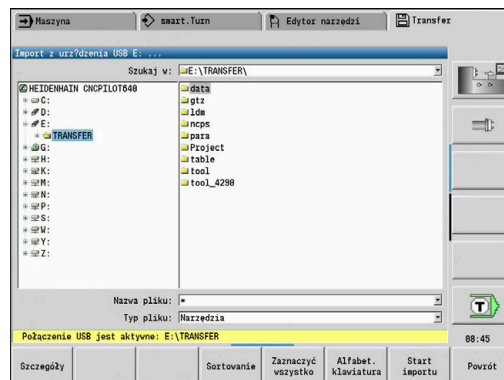 Maszyna
smart.Turn
Edytor narzędzi
Transfer
Import z urz?dzenia USB E: ...
Szukaj w: E:\TRANSFER\
HEIDENHAIN CNCPILOT640
C:
D:
E:
TRANSFER
G:
H:
K:
M:
N:
P:
S:
W:
Y:
Z:
data
gtz
ldm
ncps
para
Project
table
tool
tool_4290
Nazwa pliku: *
Typ pliku: Narzędzia
Połączenie USB jest aktywne: E:\TRANSFER
T
08:45
Szczegóły
Sortowanie
Zaznaczyć wszystko
Alfabet. klawiatura
Start importu
Powrót